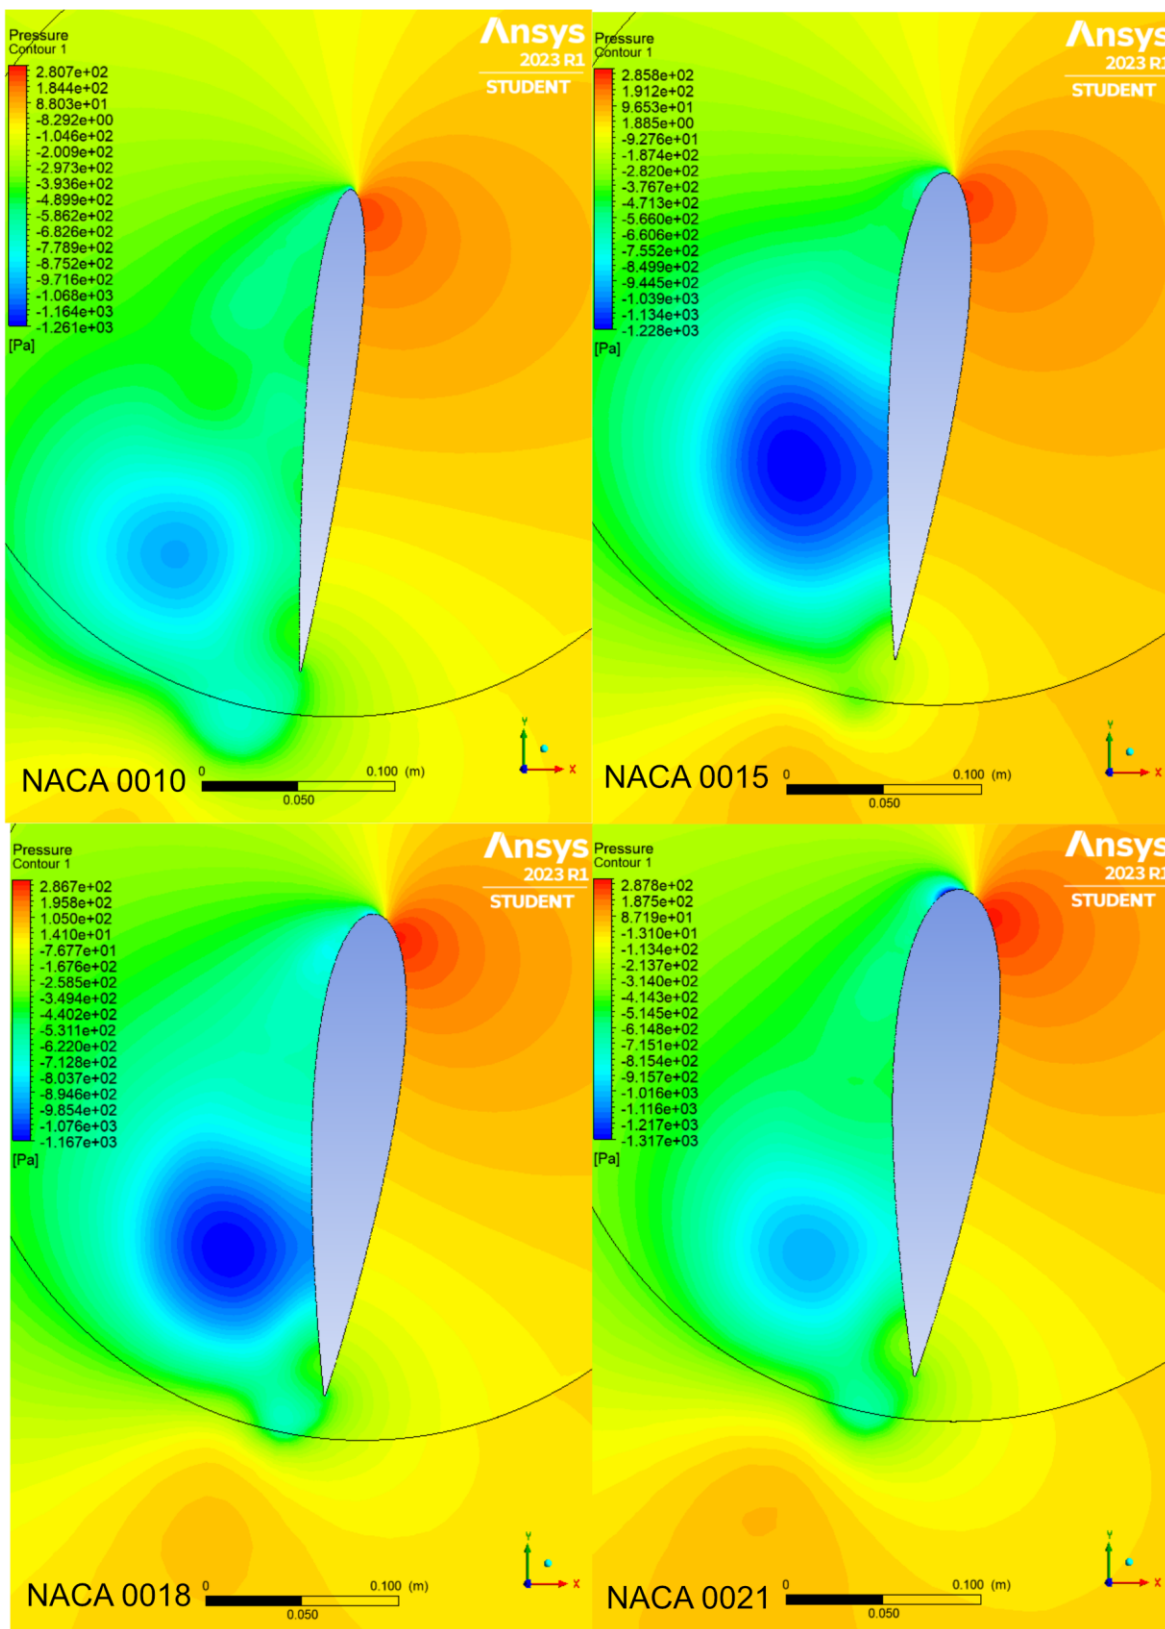 Pressure
Contour 1
2.807e+02
1.844e+02
8.803e+01
-8.292e+00
-1.046e+02
-2.009e+02
-2.973e+02
-3.936e+02
-4.899e+02
-5.862e+02
-6.826e+02
-7.789e+02
-8.752e+02
-9.716e+02
-1.068e+03
-1.164e+03
-1.261e+03
[Pa]
Ansys
2023 R1
STUDENT
Y
X
NACA 0010
0 0.100 (m)
0.050
Pressure
Contour 1
2.858e+02
1.912e+02
9.653e+01
1.885e+00
-9.276e+01
-1.874e+02
-2.820e+02
-3.767e+02
-4.713e+02
-5.660e+02
-6.606e+02
-7.552e+02
-8.499e+02
-9.445e+02
-1.039e+03
-1.134e+03
-1.228e+03
[Pa]
Ansys
2023 R1
STUDENT
Y
X
NACA 0015
0 0.100 (m)
0.050
Pressure
Contour 1
2.867e+02
1.958e+02
1.050e+02
1.410e+01
-7.677e+01
-1.676e+02
-2.585e+02
-3.494e+02
-4.402e+02
-5.311e+02
-6.220e+02
-7.128e+02
-8.037e+02
-8.946e+02
-9.854e+02
-1.076e+03
-1.167e+03
[Pa]
Ansys
2023 R1
STUDENT
Y
X
NACA 0018
0 0.100 (m)
0.050
Pressure
Contour 1
2.878e+02
1.875e+02
8.719e+01
-1.310e+01
-1.134e+02
-2.137e+02
-3.140e+02
-4.143e+02
-5.145e+02
-6.148e+02
-7.151e+02
-8.154e+02
-9.157e+02
-1.016e+03
-1.116e+03
-1.217e+03
-1.317e+03
[Pa]
Ansys
2023 R1
STUDENT
Y
X
NACA 0021
0 0.100 (m)
0.050